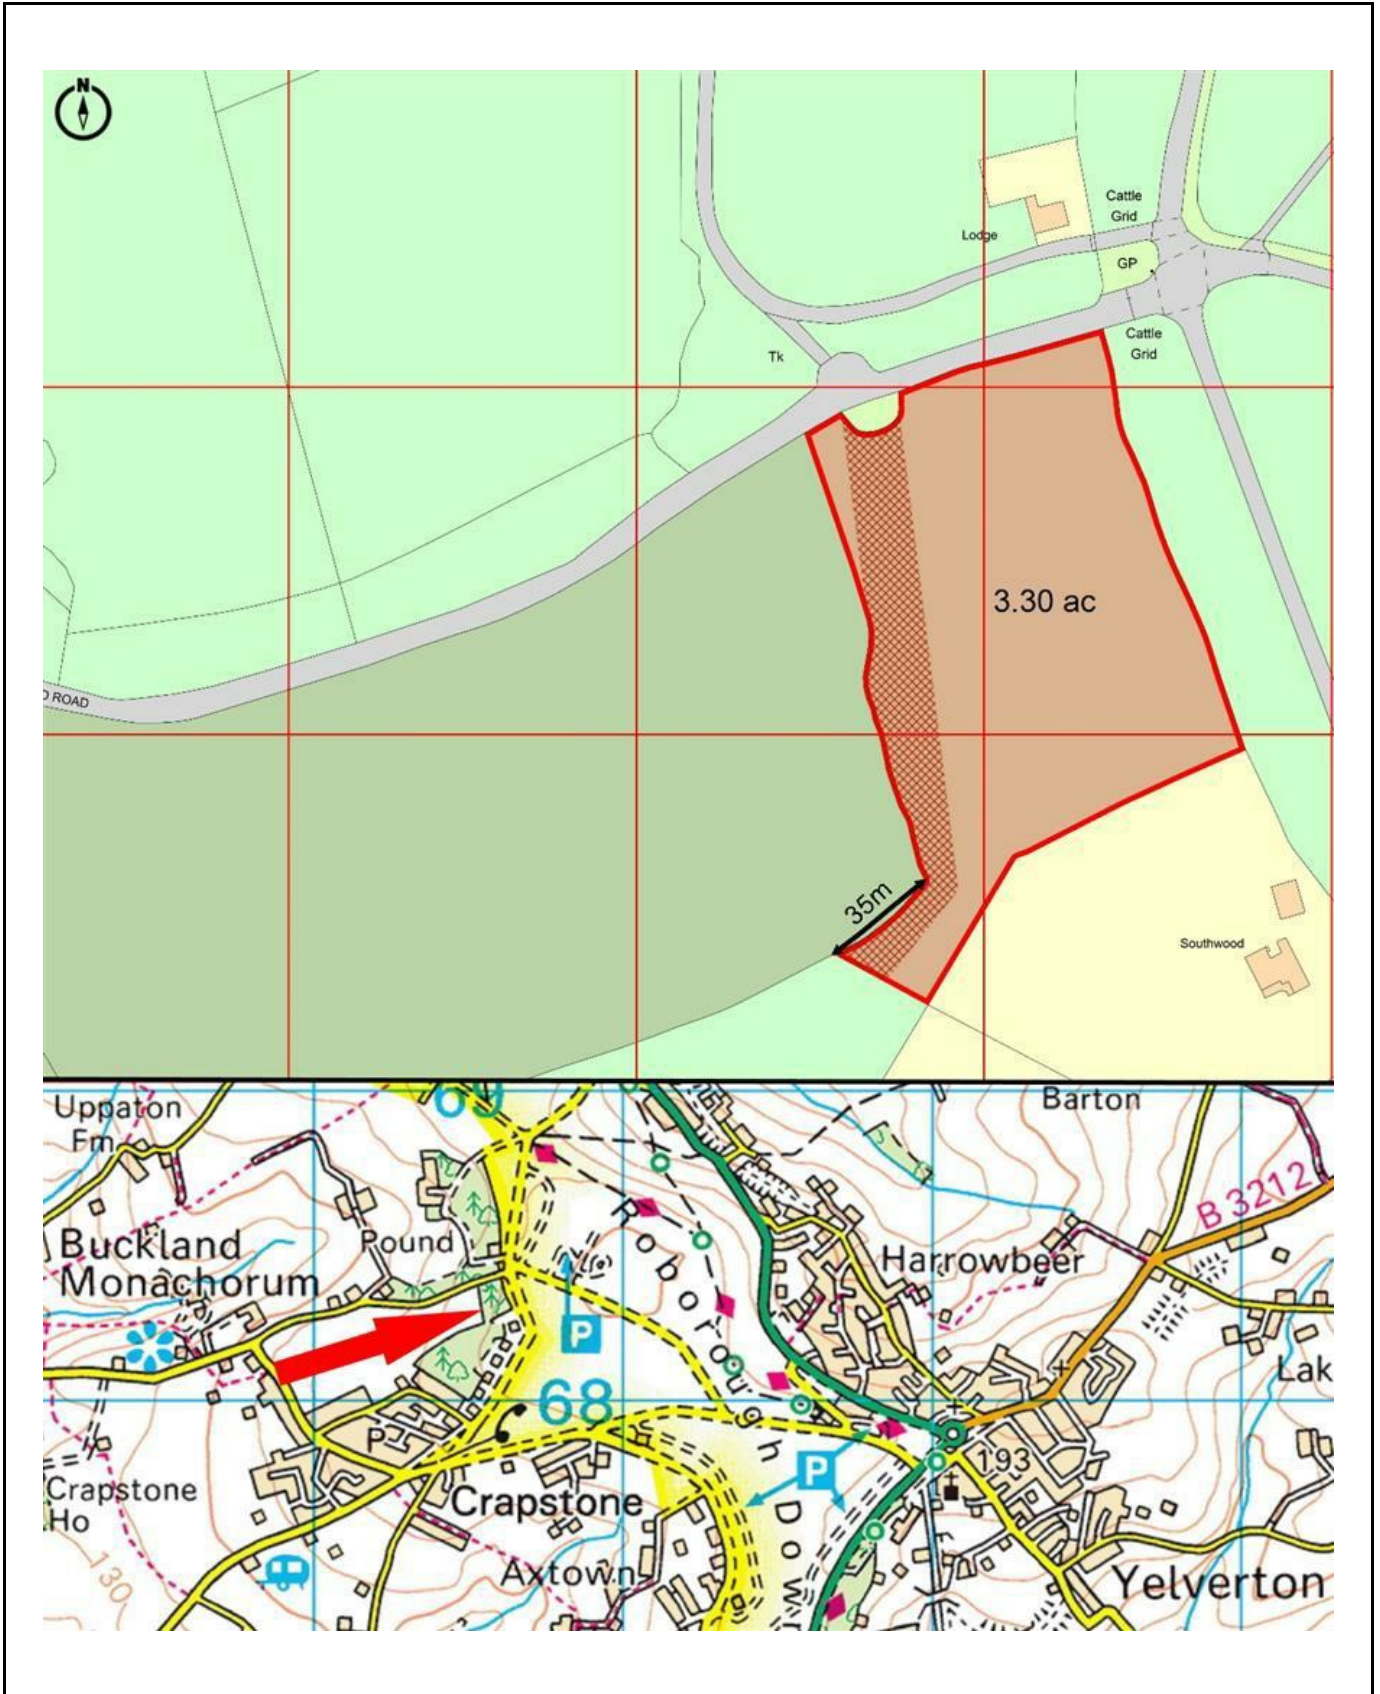 N
Cattle
Grid
Lodge
GP
Cattle
Grid
Tk
3.30 ac
D ROAD
35m
Southwood
69
Uppaton
Fm
Barton
B 3212
Buckland
Monachorum
Pound
Roborough
Harrowbeer
P
Lak
68
P
P
193
Crapstone
Ho
Crapstone
Down
130
Axtown
Yelverton